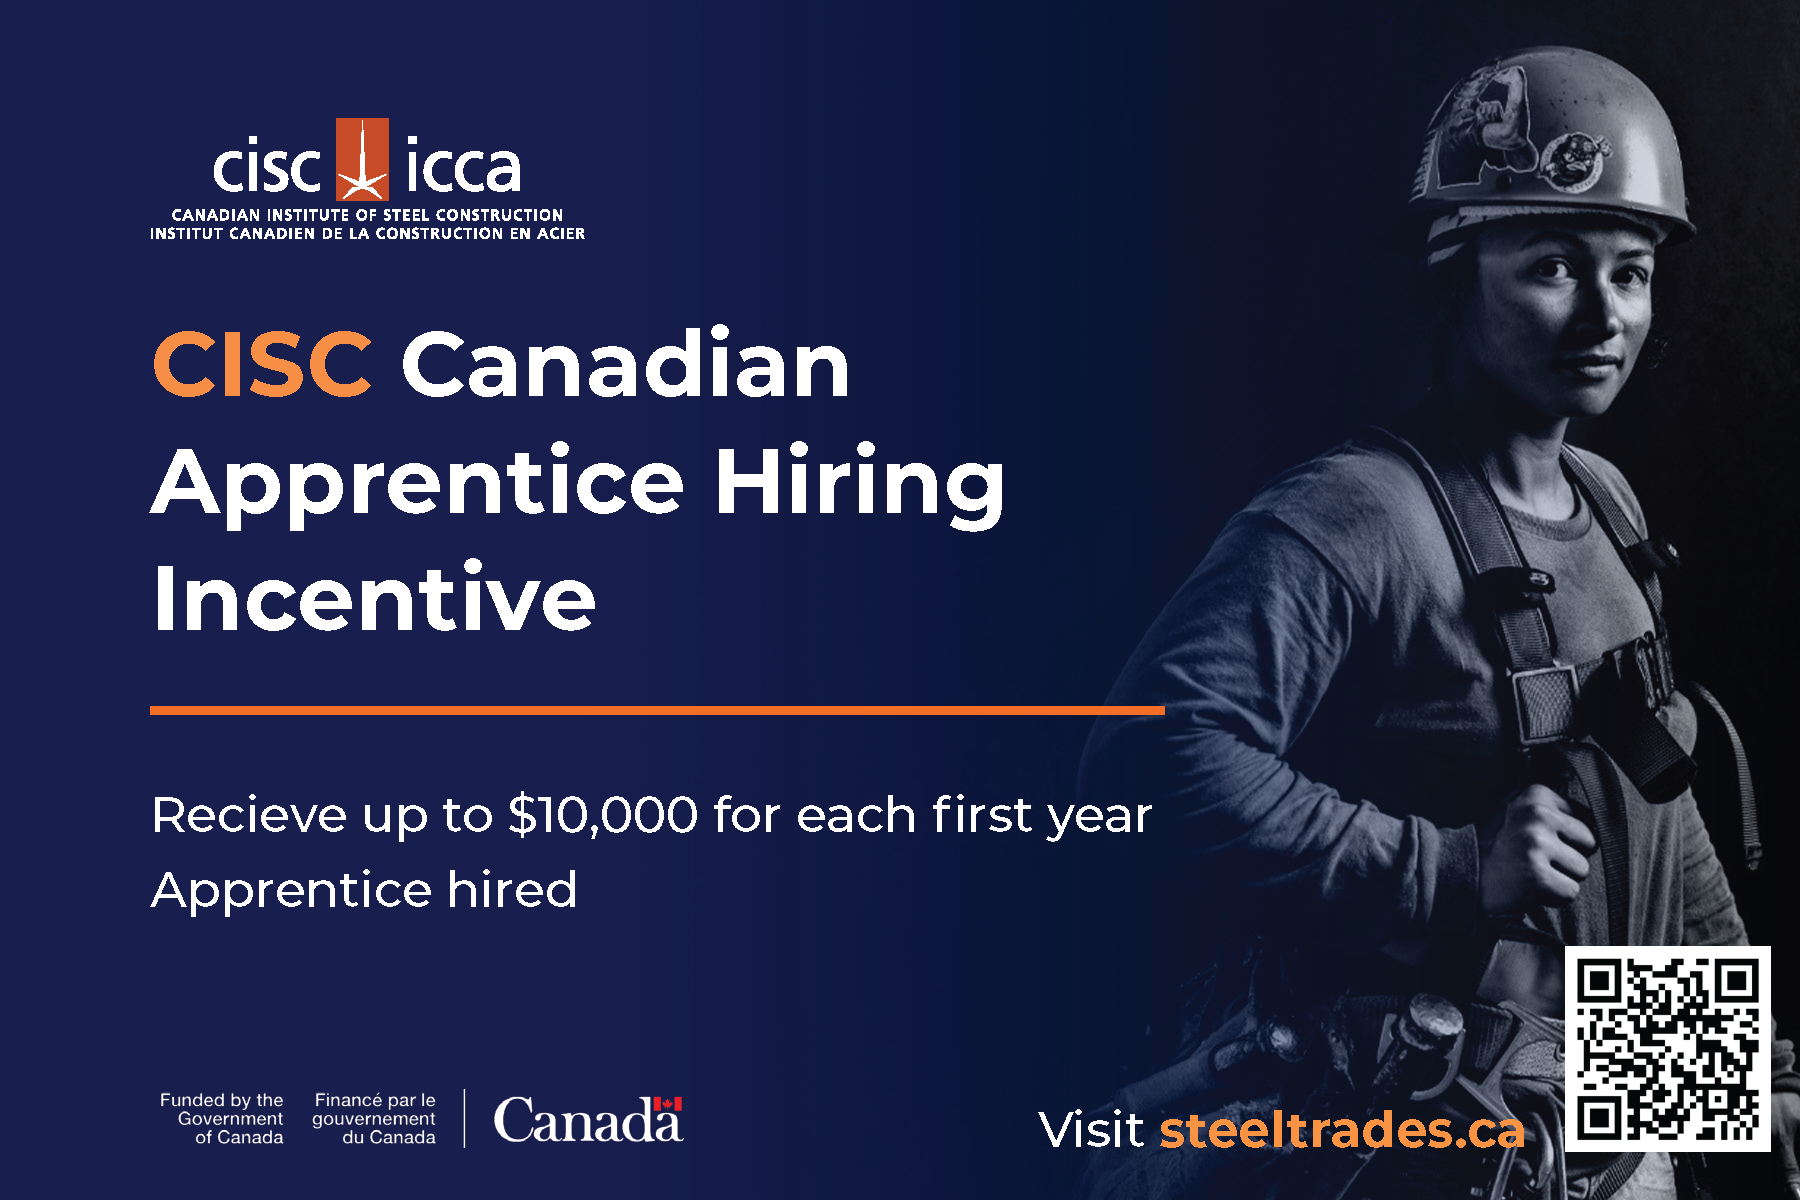 cisc icca
CANADIAN INSTITUTE OF STEEL CONSTRUCTION
INSTITUT CANADIEN DE LA CONSTRUCTION EN ACIER
CISC Canadian
Apprentice Hiring
Incentive
Recieve up to $10,000 for each first year
Apprentice hired
Funded by the
Government
of Canada
Financé par le
gouvernement
du Canada
Canada
Visit steeltrades.ca